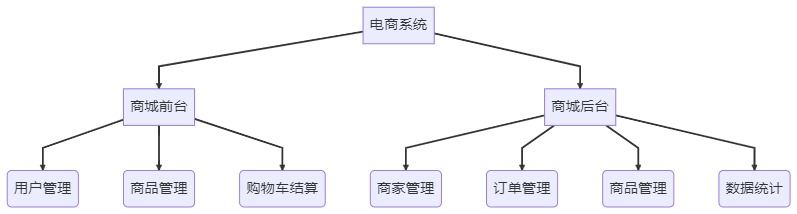 电商系统
商城前台
商城后台
用户管理
商品管理
购物车结算
商家管理
订单管理
商品管理
数据统计